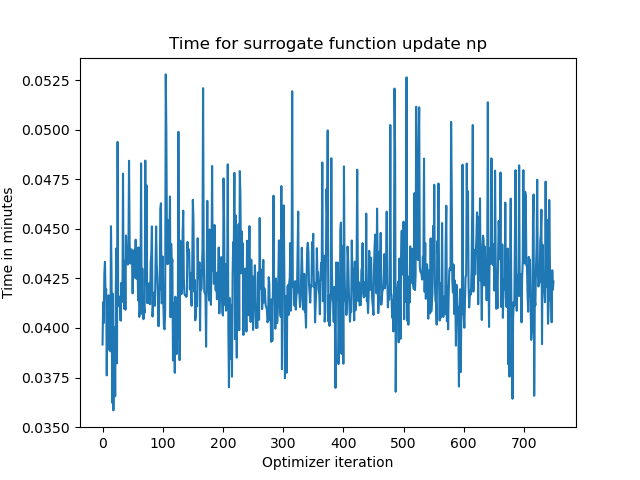 Time for surrogate function update np
0.0525
0.0500
0.0475
0.0450
0.0425
0.0400
0.0375
0.0350
Time in minutes
0 100 200 300 400 500 600 700
Optimizer iteration